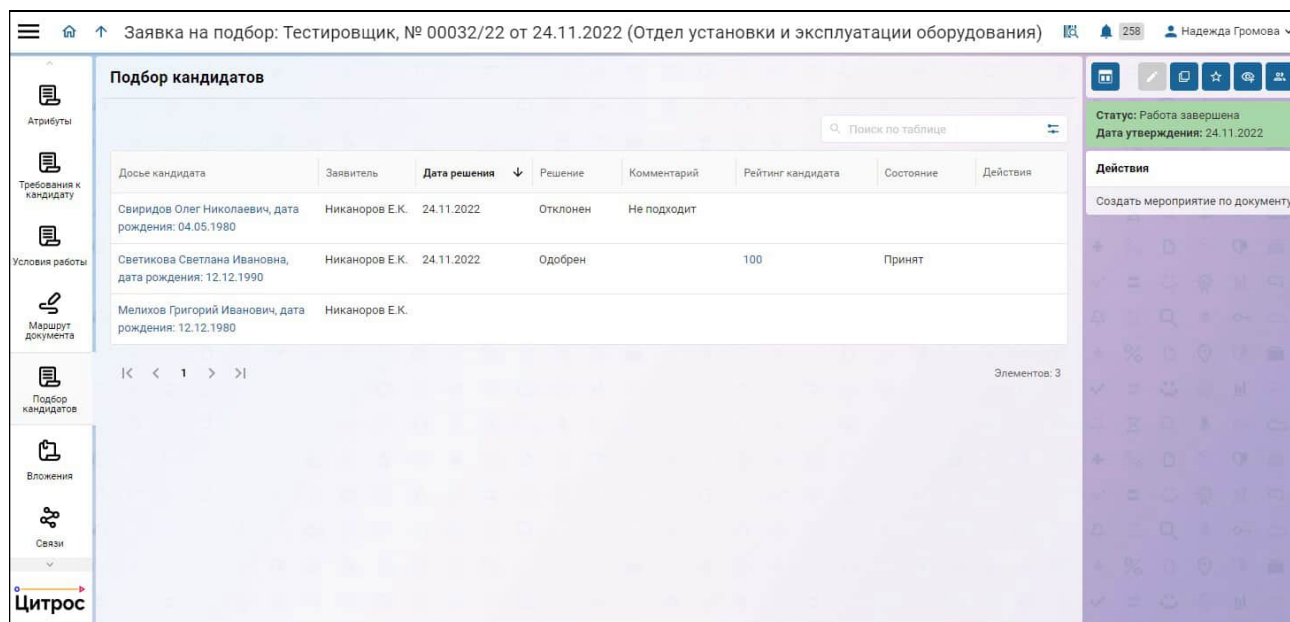 Заявка на подбор: Тестировщик, № 00032/22 от 24.11.2022 (Отдел установки и эксплуатации оборудования)
258
Надежда Громова
Атрибуты
Требования к
кандидату
Условия работы
Маршрут
документа
Подбор
кандидатов
Вложения
Связи
Цитрос
Подбор кандидатов
Поиск по таблице
Досье кандидата Заявитель Дата решения Решение Комментарий Рейтинг кандидата Состояние Действия
Свиридов Олег Николаевич, дата Никаноров Е.К. 24.11.2022 Отклонен Не подходит
рождения: 04.05.1980
Светикова Светлана Ивановна, Никаноров Е.К. 24.11.2022 Одобрен 100 Принят
дата рождения: 12.12.1990
Мелихов Григорий Иванович, дата Никаноров Е.К.
рождения: 12.12.1980
1
Элементов: 3
Статус: Работа завершена
Дата утверждения: 24.11.2022
Действия
Создать мероприятие по документу